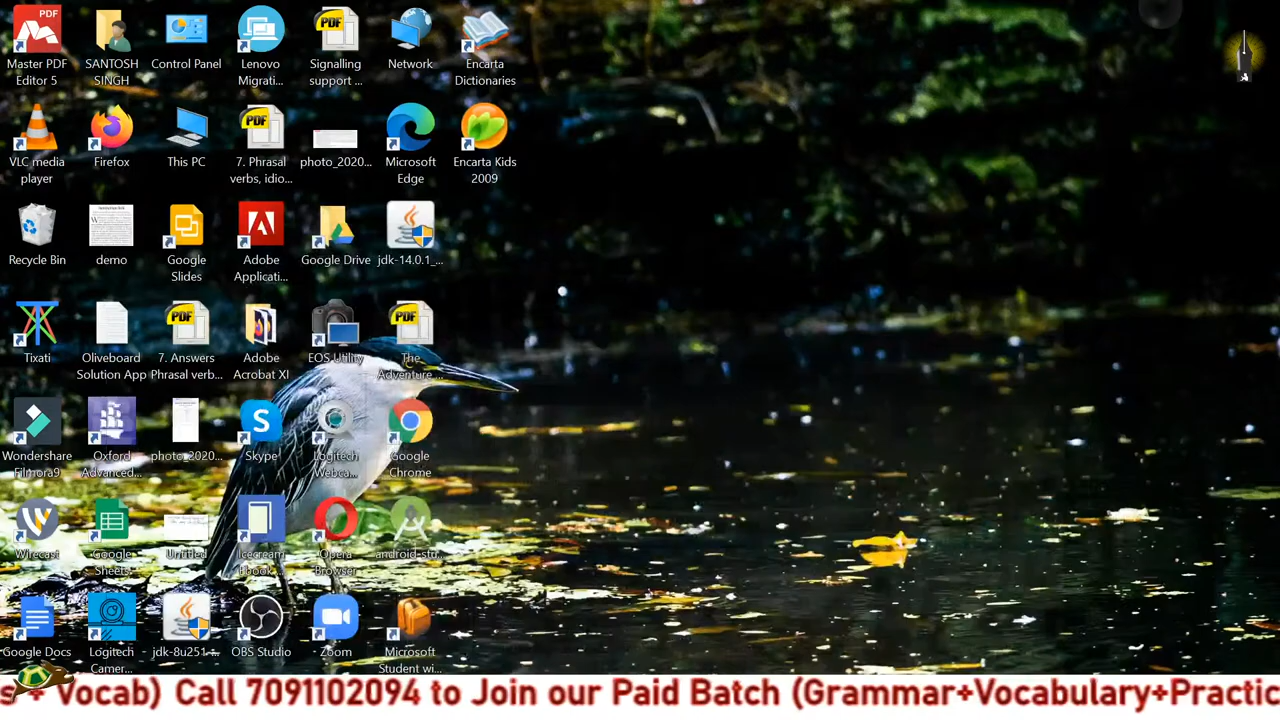 Master PDF
Editor 5
SANTOSH
SINGH
Control Panel
Lenovo
Migrati...
PDF
Signalling
support ...
Network
Encarta
Dictionaries
VLC media
player
Firefox
This PC
PDF
7. Phrasal
verbs, idio...
photo_2020...
Microsoft
Edge
Encarta Kids
2009
Recycle Bin
demo
Google
Slides
Adobe
Applicati...
Google Drive
jdk-14.0.1_...
Tixati
Oliveboard
Solution App
PDF
7. Answers
Phrasal verb...
Adobe
Acrobat XI
EOS Utility
PDF
The
Adventure ...
Wondershare
Filmora9
Oxford
Advanced...
photo_2020...
Skype
Logitech
Webca...
Google
Chrome
Wirecast
Google
Sheets
Untitled
Icecream
Ebook ...
Opera
Browser
android-stu...
Google Docs
Logitech
Camer...
jdk-8u251-...
OBS Studio
Zoom
Microsoft
Student wi...
s + Vocab) Call 7091102094 to Join our Paid Batch (Grammar+Vocabulary+Practic